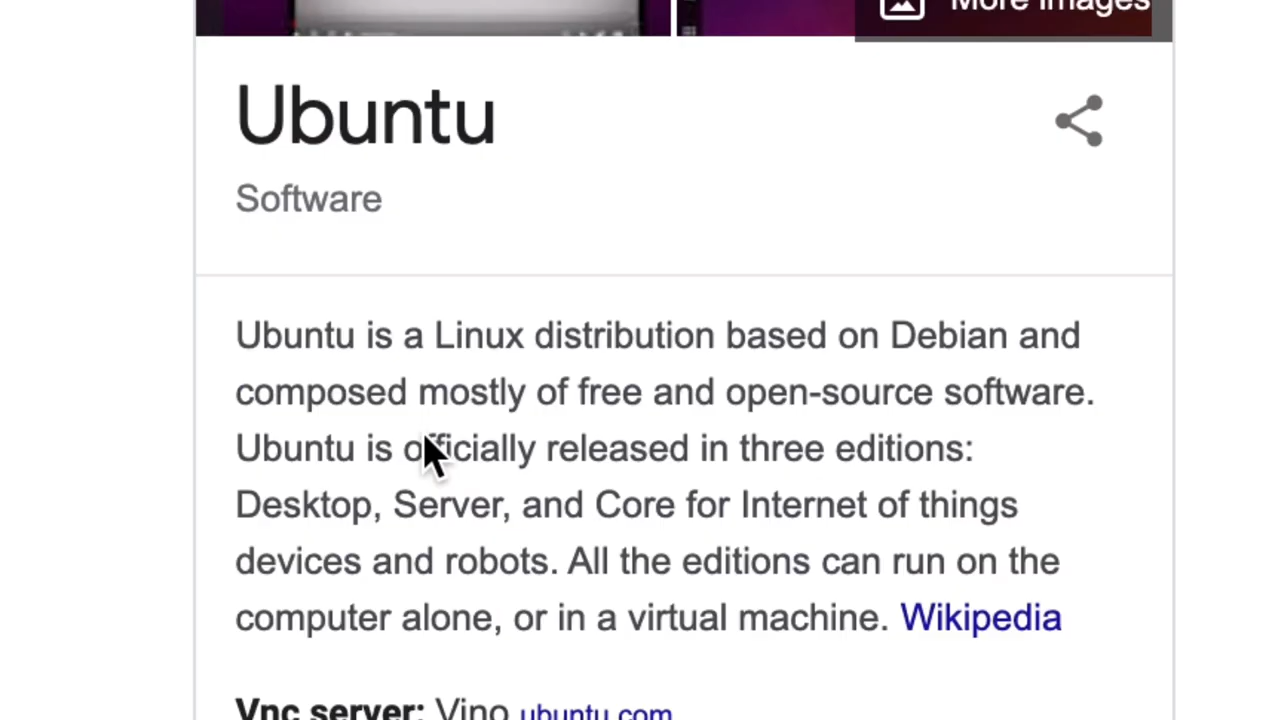 More images
Ubuntu
Software
Ubuntu is a Linux distribution based on Debian and
composed mostly of free and open-source software.
Ubuntu is officially released in three editions:
Desktop, Server, and Core for Internet of things
devices and robots. All the editions can run on the
computer alone, or in a virtual machine. Wikipedia
Vnc server: Vino ubuntu.com